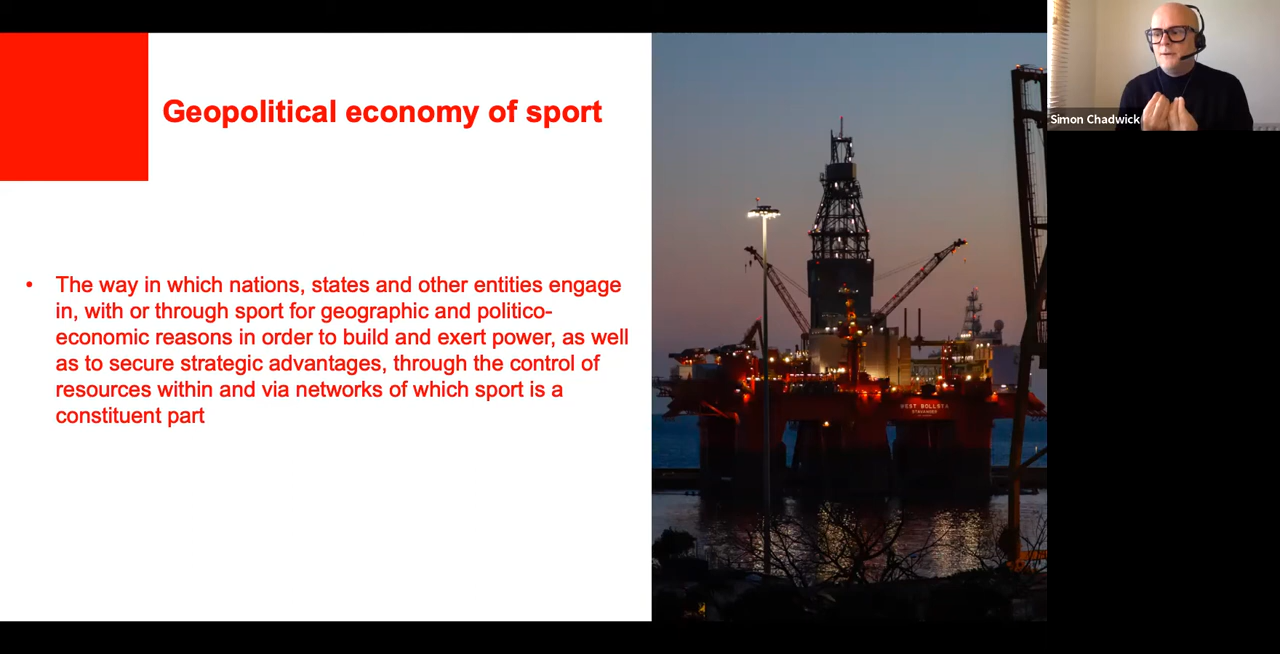 Geopolitical economy of sport
• The way in which nations, states and other entities engage
in, with or through sport for geographic and politico-
economic reasons in order to build and exert power, as well
as to secure strategic advantages, through the control of
resources within and via networks of which sport is a
constituent part
WEST BOLLSTA
Simon Chadwick